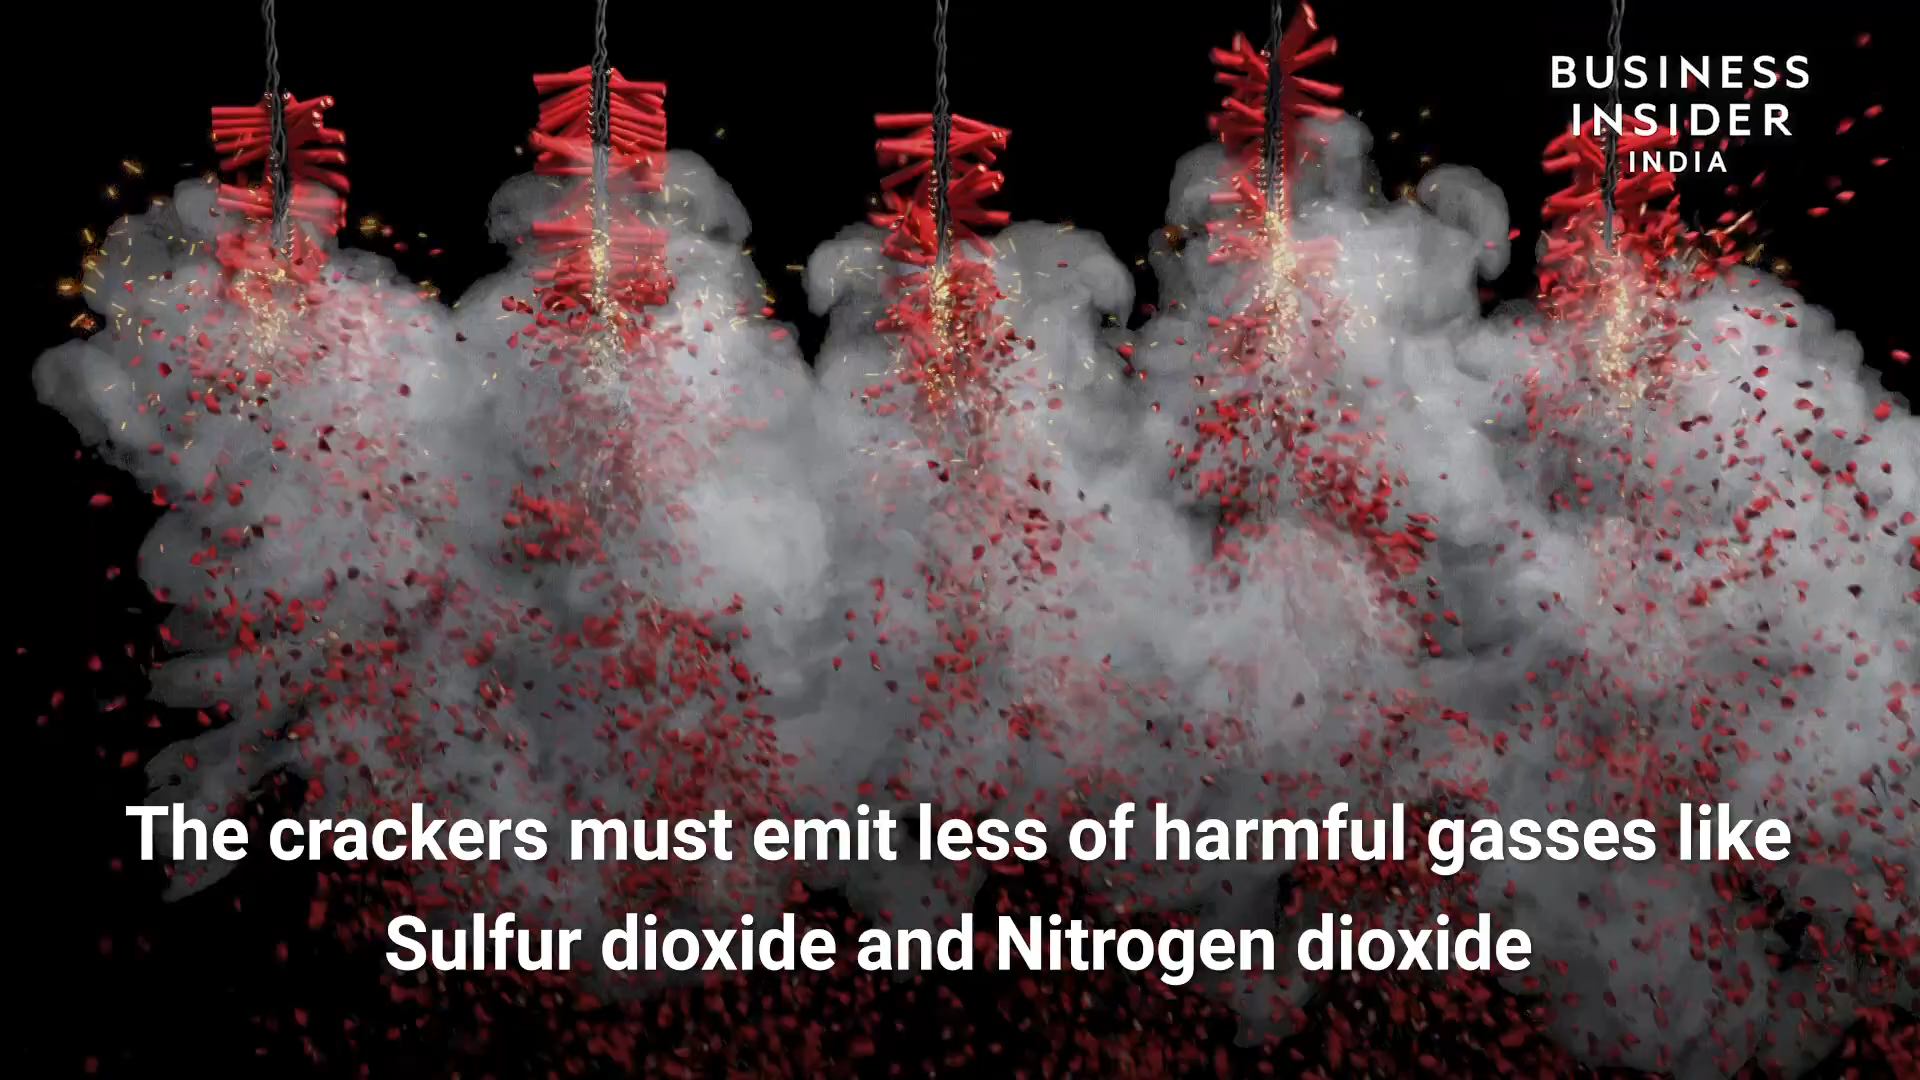 BUSINESS
INSIDER
INDIA
The crackers must emit less of harmful gasses like
Sulfur dioxide and Nitrogen dioxide